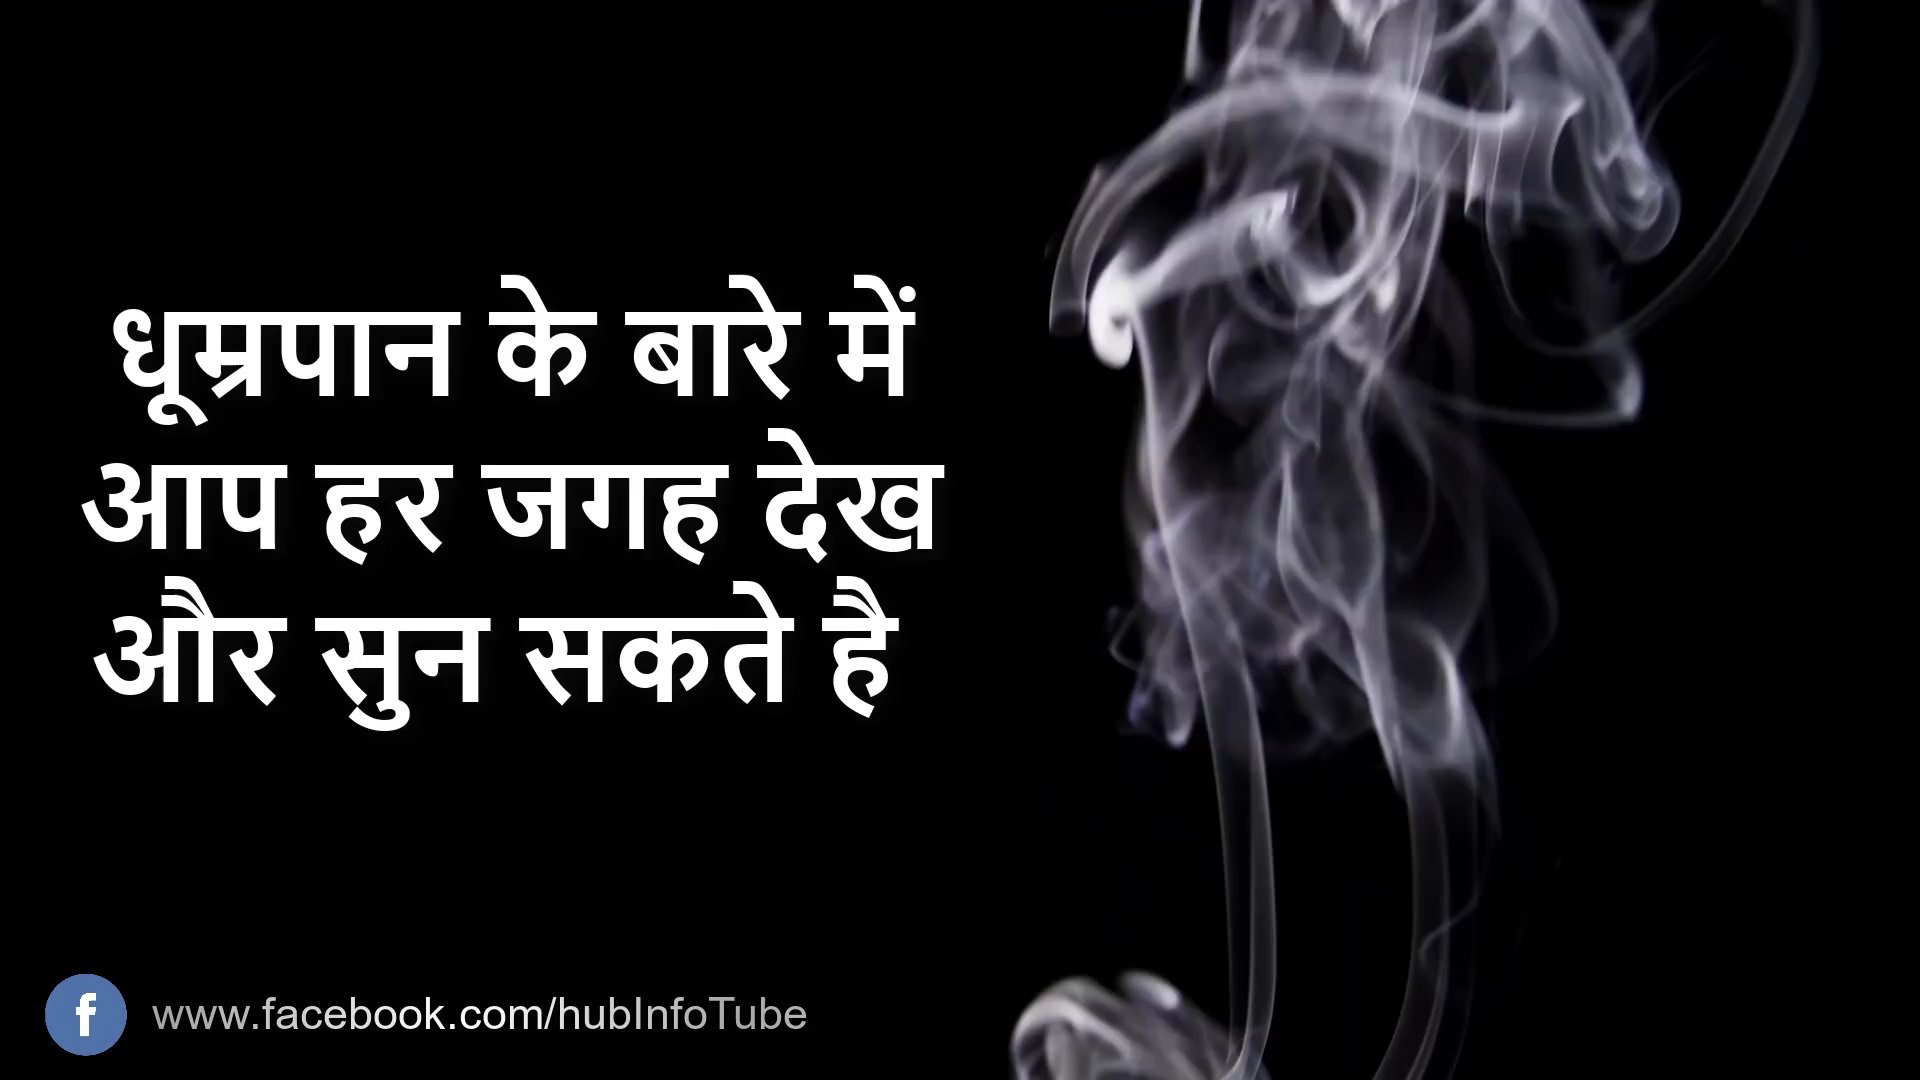 धूम्रपान के बारे में
आप हर जगह देख
और सुन सकते है
f www.facebook.com/hubInfoTube